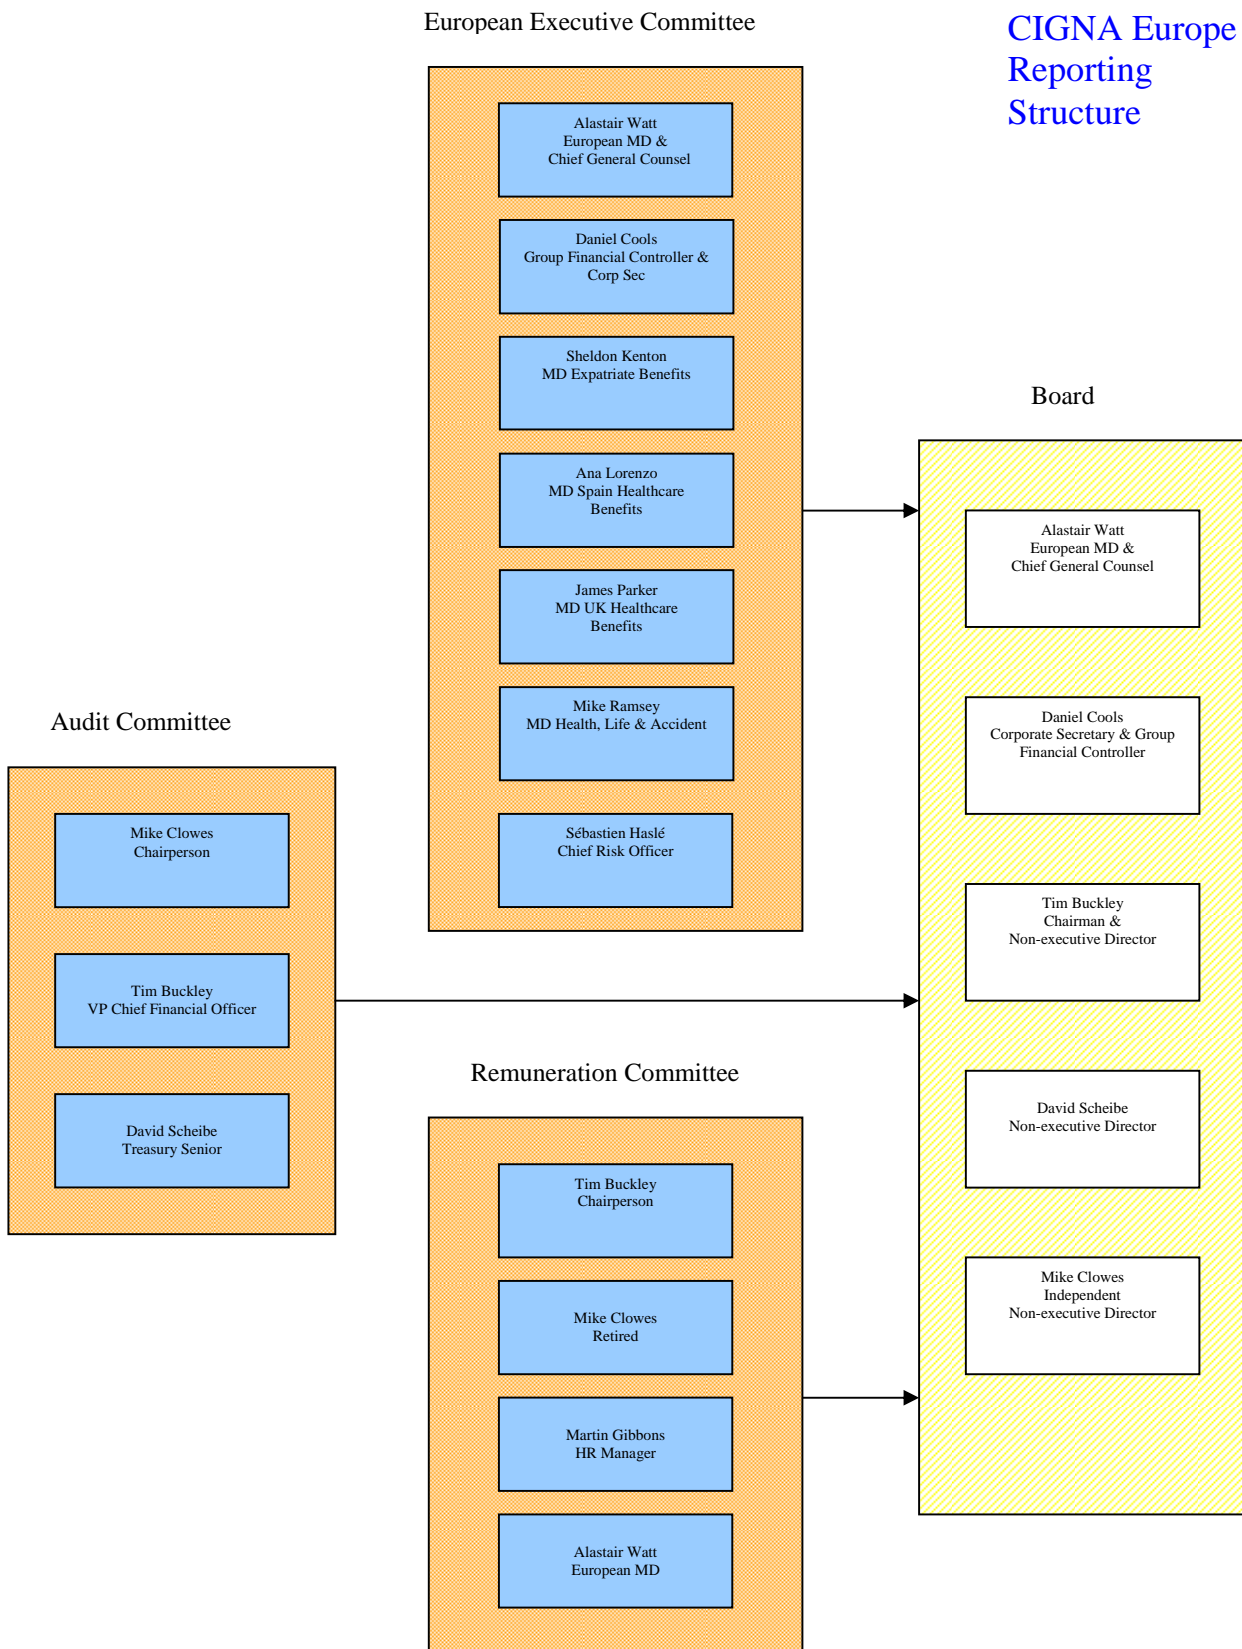 European Executive Committee
CIGNA Europe
Reporting
Structure
Alastair Watt
European MD &
Chief General Counsel
Daniel Cools
Group Financial Controller &
Corp Sec
Sheldon Kenton
MD Expatriate Benefits
Ana Lorenzo
MD Spain Healthcare
Benefits
James Parker
MD UK Healthcare
Benefits
Mike Ramsey
MD Health, Life & Accident
Sébastien Haslé
Chief Risk Officer
Board
Alastair Watt
European MD &
Chief General Counsel
Daniel Cools
Corporate Secretary & Group
Financial Controller
Tim Buckley
Chairman &
Non-executive Director
David Scheibe
Non-executive Director
Mike Clowes
Independent
Non-executive Director
Audit Committee
Mike Clowes
Chairperson
Tim Buckley
VP Chief Financial Officer
David Scheibe
Treasury Senior
Remuneration Committee
Tim Buckley
Chairperson
Mike Clowes
Retired
Martin Gibbons
HR Manager
Alastair Watt
European MD